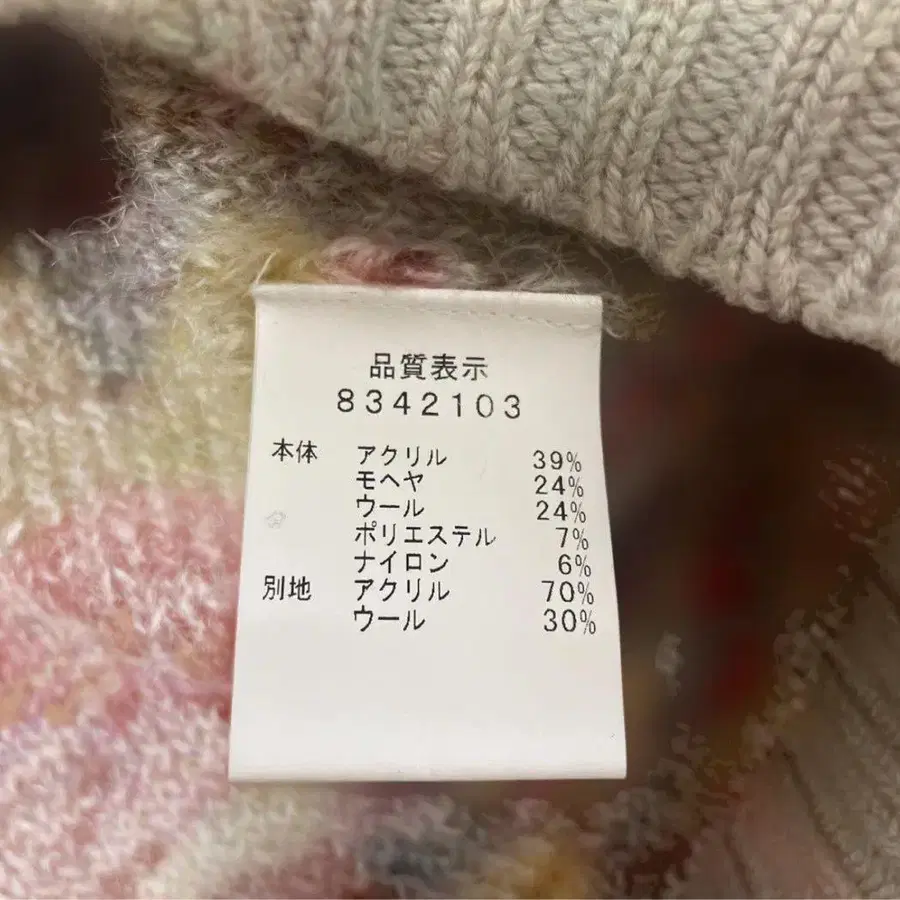 品質表示
8342103
本体 アクリル 39%
モヘヤ 24%
ウール 24%
ポリエステル 7%
ナイロン 6%
別地 アクリル 70%
ウール 30%